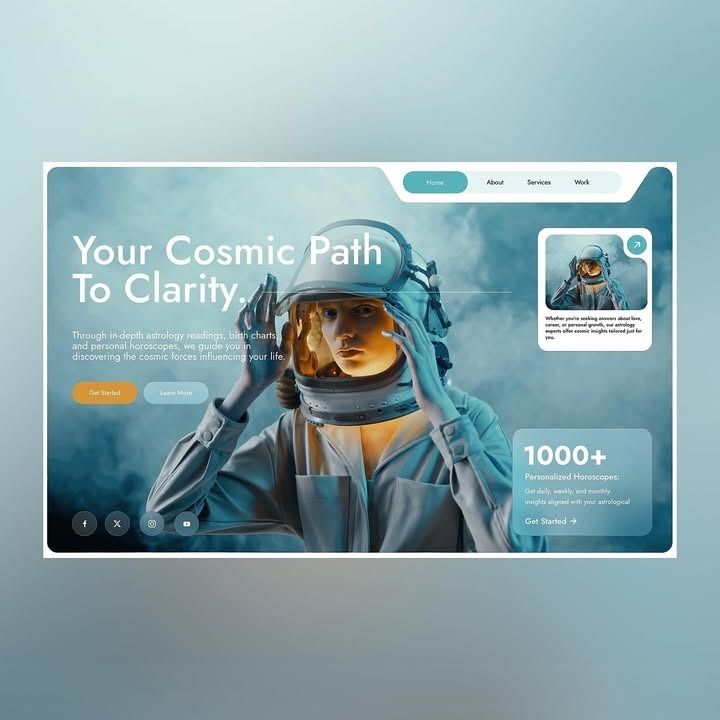 Home
About
Services
Work
Your Cosmic Path
To Clarity.
Through in-depth astrology readings, birth charts,
and personal horoscopes, we guide you in
discovering the cosmic forces influencing your life.
Get Started
Learn More
Whether you're seeking answers about love,
career, or personal growth, our astrology
experts offer cosmic insights tailored just for
you.
1000+
Personalized Horoscopes:
Get daily, weekly, and monthly
insights aligned with your astrological
Get Started →